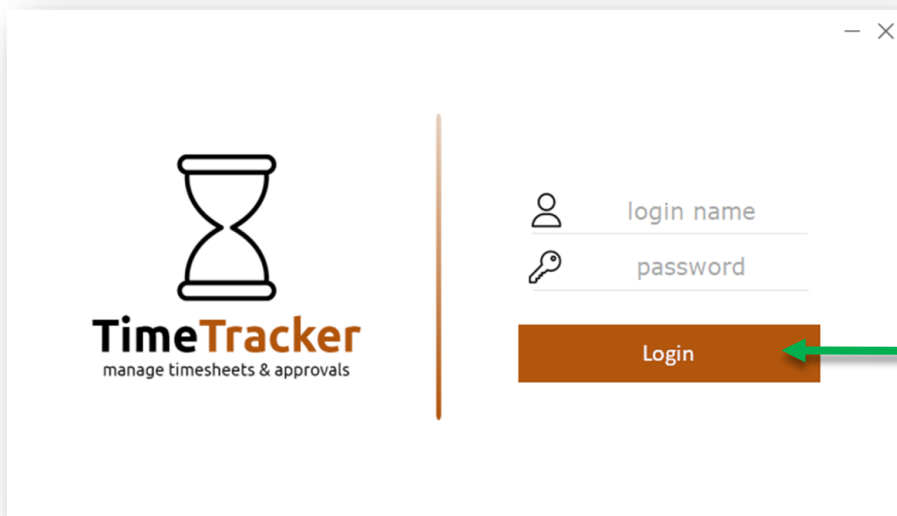 TimeTracker
manage timesheets & approvals
login name
password
Login